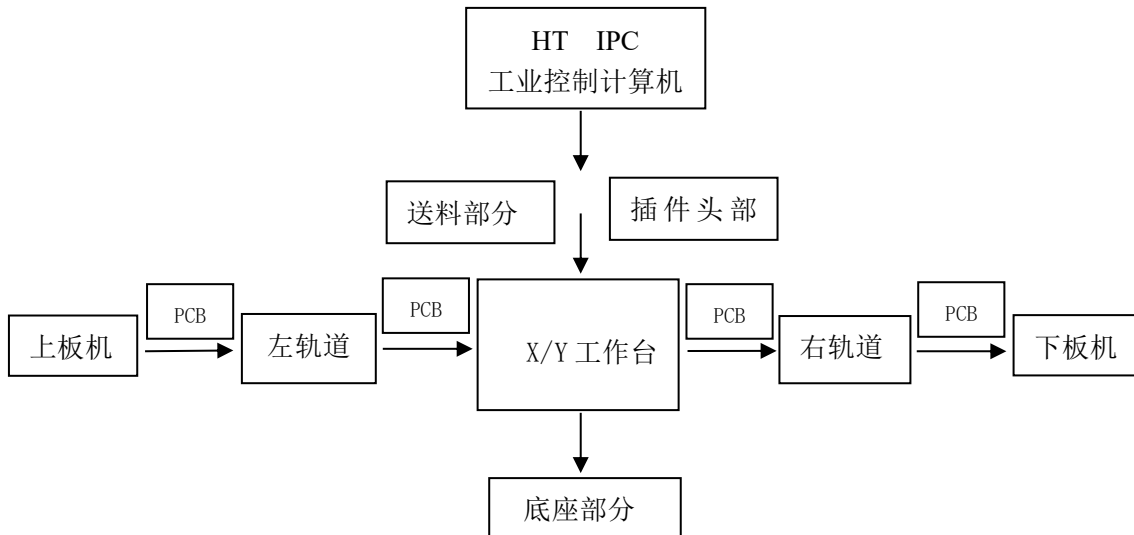 HT IPC
工业控制计算机
送料部分
插件头部
PCB
PCB
PCB
PCB
上板机
左轨道
X/Y 工作台
右轨道
下板机
底座部分